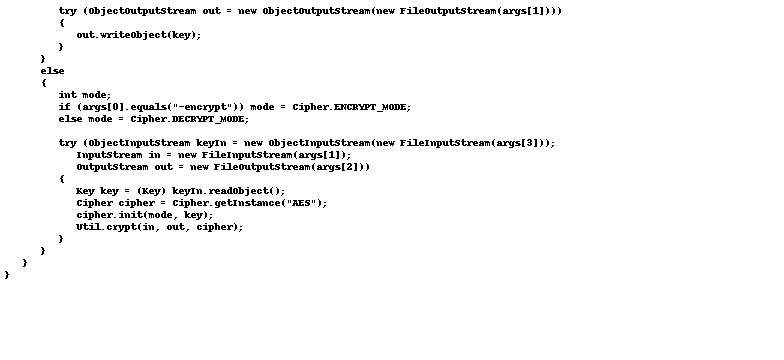 try (ObjectOutputStream out = new ObjectOutputStream(new FileOutputStream(args[1])))
         {
            out.writeObject(key);
         }
      }
      else
      {
         int mode;
         if (args[0].equals("-encrypt")) mode = Cipher.ENCRYPT_MODE;
         else mode = Cipher.DECRYPT_MODE;

         try (ObjectInputStream keyIn = new ObjectInputStream(new FileInputStream(args[3]));
            InputStream in = new FileInputStream(args[1]);
            OutputStream out = new FileOutputStream(args[2]))
         {
            Key key = (Key) keyIn.readObject();
            Cipher cipher = Cipher.getInstance("AES");
            cipher.init(mode, key);
            Util.crypt(in, out, cipher);
         }
      }
   }
}